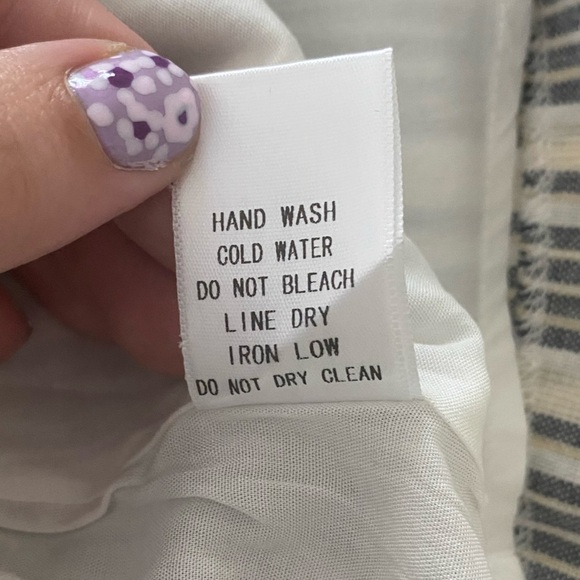 HAND WASH
COLD WATER
DO NOT BLEACH
LINE DRY
IRON LOW
DO NOT DRY CLEAN